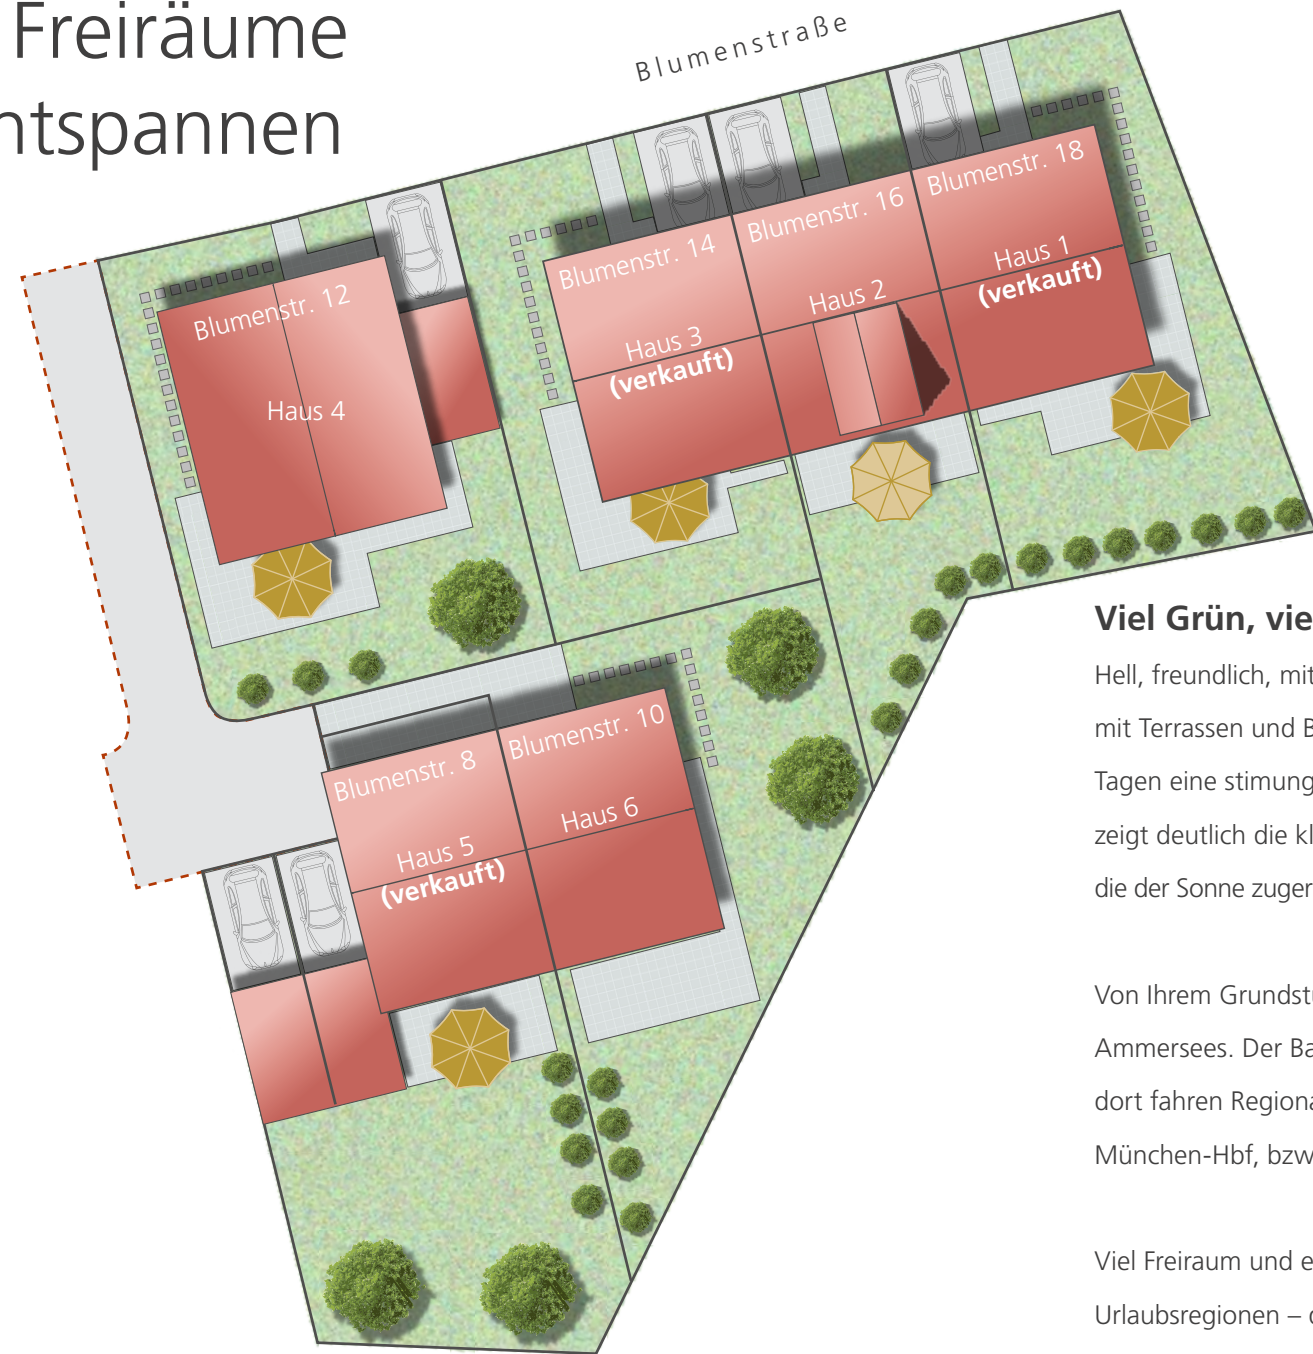 Freiräume
ntspannen
Blumenstraße
Blumenstr. 18
Haus 1
(verkauft)
Blumenstr. 16
Haus 2
Blumenstr. 14
Haus 3
(verkauft)
Blumenstr. 12
Haus 4
Blumenstr. 8
Haus 5
(verkauft)
Blumenstr. 10
Haus 6
Viel Grün, vie
Hell, freundlich, mit
mit Terrassen und B
Tagen eine stimung
zeigt deutlich die kl
die der Sonne zuger
Von Ihrem Grundst
Ammersees. Der Ba
dort fahren Regiona
München-Hbf, bzw
Viel Freiraum und e
Urlaubsregionen –